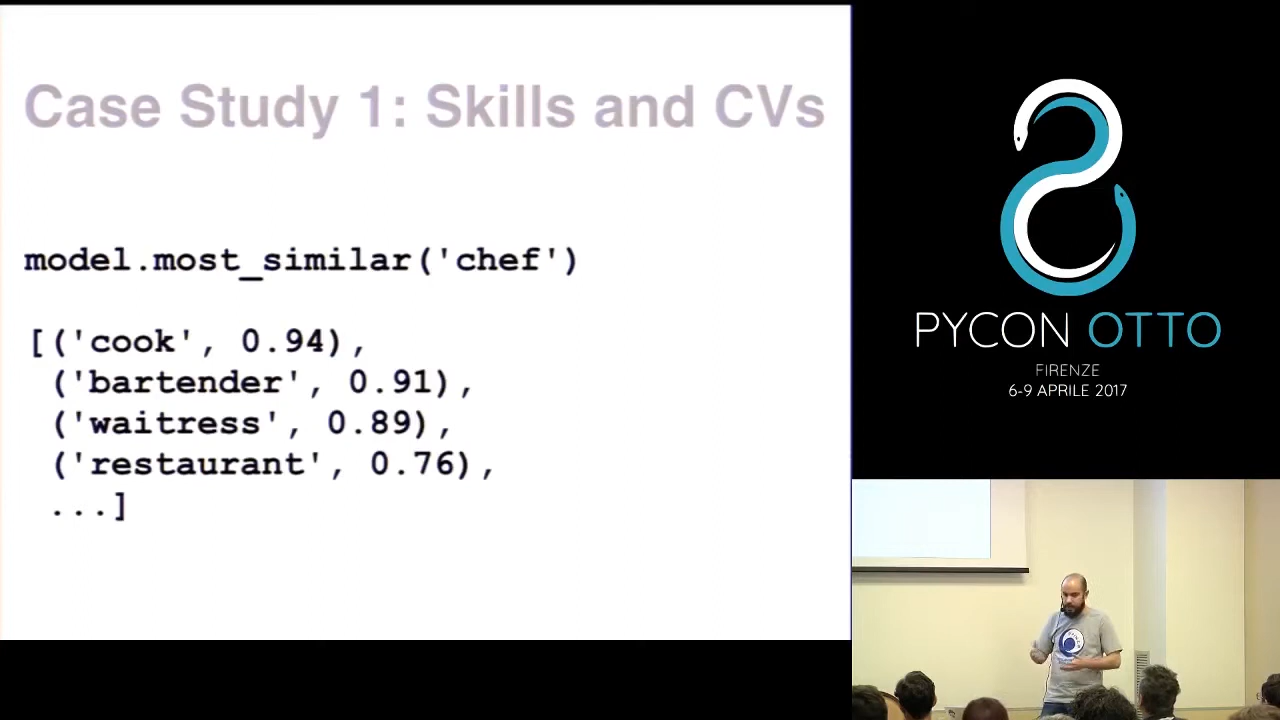 Case Study 1: Skills and CVs
model.most_similar('chef')
[('cook', 0.94),
('bartender', 0.91),
('waitress', 0.89),
('restaurant', 0.76),
...]
PYCON OTTO
FIRENZE
6-9 APRILE 2017